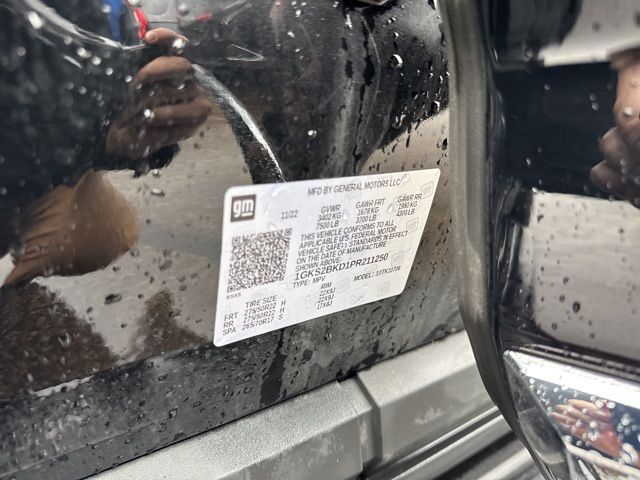 MFD BY GENERAL MOTORS LLC
gm
11/22 GVWR GAWR FRT GAWR RR
3402 KG 1678 KG 1950 KG
7500 LB 3700 LB 4300 LB
THIS VEHICLE CONFORMS TO ALL
APPLICABLE U.S. FEDERAL MOTOR
VEHICLE SAFETY STANDARDS IN EFFECT
ON THE DATE OF MANUFACTURE
SHOWN ABOVE.
1GKS2BKD1PR211250
TYPE: MPV MODEL: 10TK10706
TIRE SIZE RIM
FRT 275/50R22 H 22X9J
RR 275/50R22 H 22X9J
SPA 265/70R17 S 17X8J